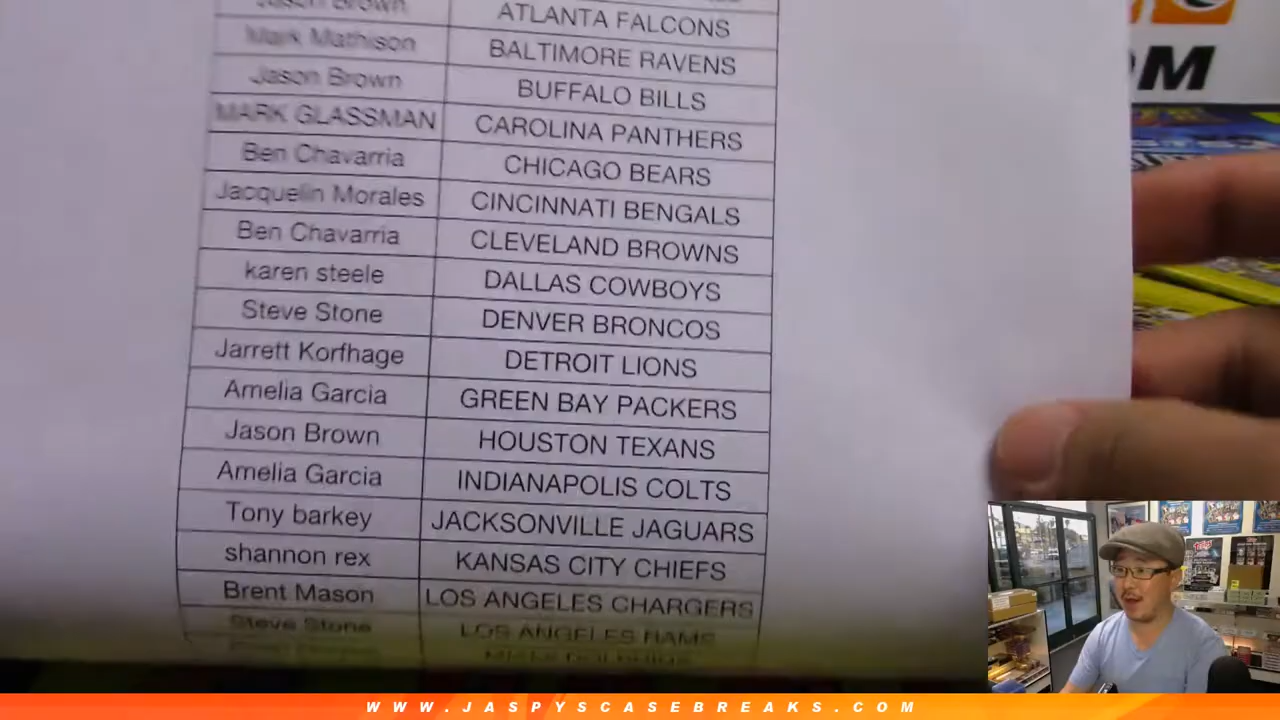 Jason Brown ATLANTA FALCONS
Mark Mathison BALTIMORE RAVENS
Jason Brown BUFFALO BILLS
MARK GLASSMAN CAROLINA PANTHERS
Ben Chavarria CHICAGO BEARS
Jacquelin Morales CINCINNATI BENGALS
Ben Chavarria CLEVELAND BROWNS
karen steele DALLAS COWBOYS
Steve Stone DENVER BRONCOS
Jarrett Korfhage DETROIT LIONS
Amelia Garcia GREEN BAY PACKERS
Jason Brown HOUSTON TEXANS
Amelia Garcia INDIANAPOLIS COLTS
Tony barkey JACKSONVILLE JAGUARS
shannon rex KANSAS CITY CHIEFS
Brent Mason LOS ANGELES CHARGERS
Steve Stone LOS ANGELES RAMS
OM
WWW.JASPYSCASEBREAKS.COM